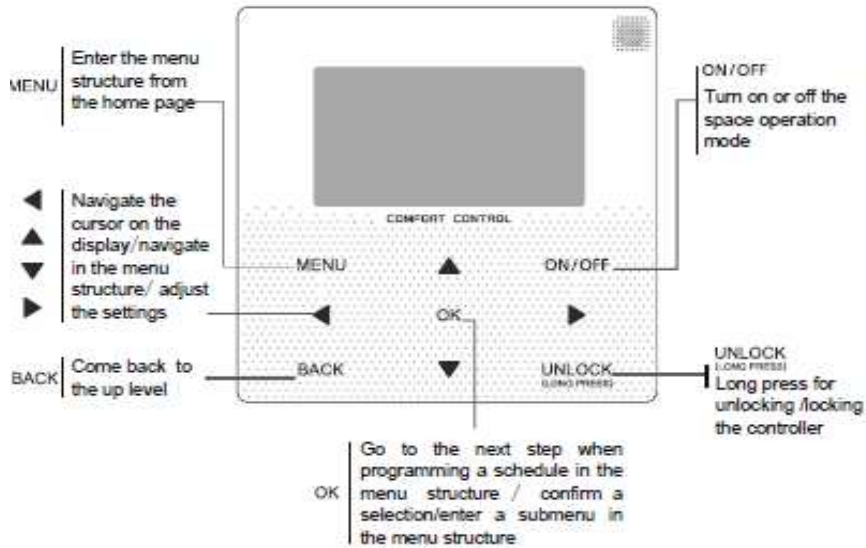 MENU
Enter the menu
structure from
the home page
ON/OFF
Turn on or off the
space operation
mode
◀
▲
▼
▶
Navigate the
cursor on the
display/navigate
in the menu
structure/ adjust
the settings
COMFORT CONTROL
MENU ▲ ON/OFF
◀ OK ▶
BACK ▼ UNLOCK
(LONG PRESS)
BACK
Come back to
the up level
UNLOCK
(LONG PRESS)
Long press for
unlocking /locking
the controller
OK
Go to the next step when
programming a schedule in the
menu structure / confirm a
selection/enter a submenu in
the menu structure